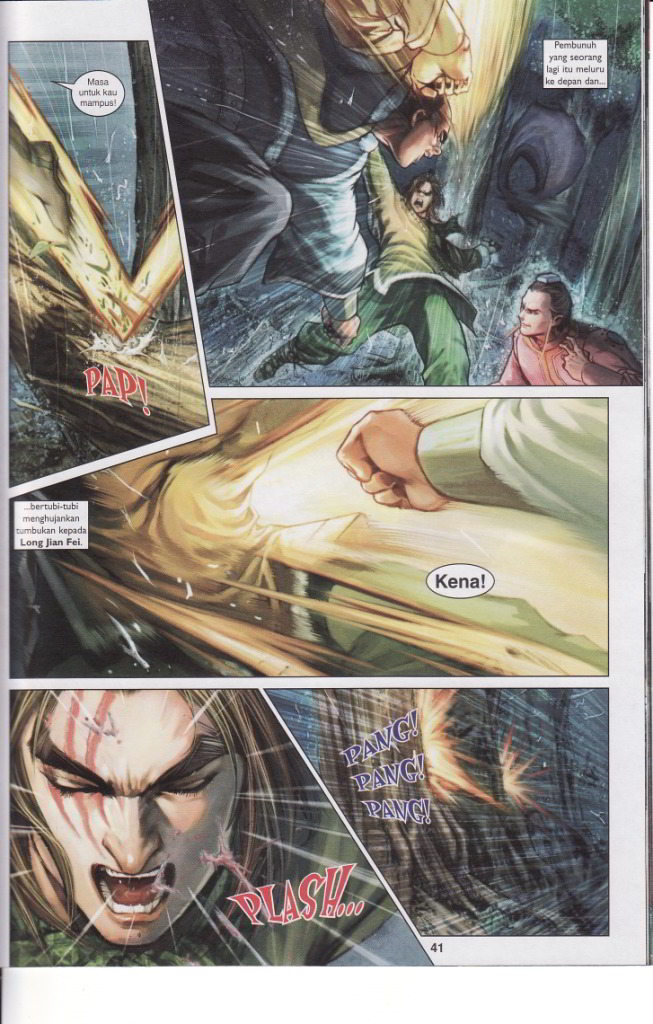 Masa
untuk kau
mampus!
PAP!
Pembunuh
yang seorang
lagi itu meluru
ke depan dan...
...bertubi-tubi
menghujankan
tumbukan kepada
Long Jian Fei.
Kena!
PLASH...
PANG!
PANG!
PANG!
41